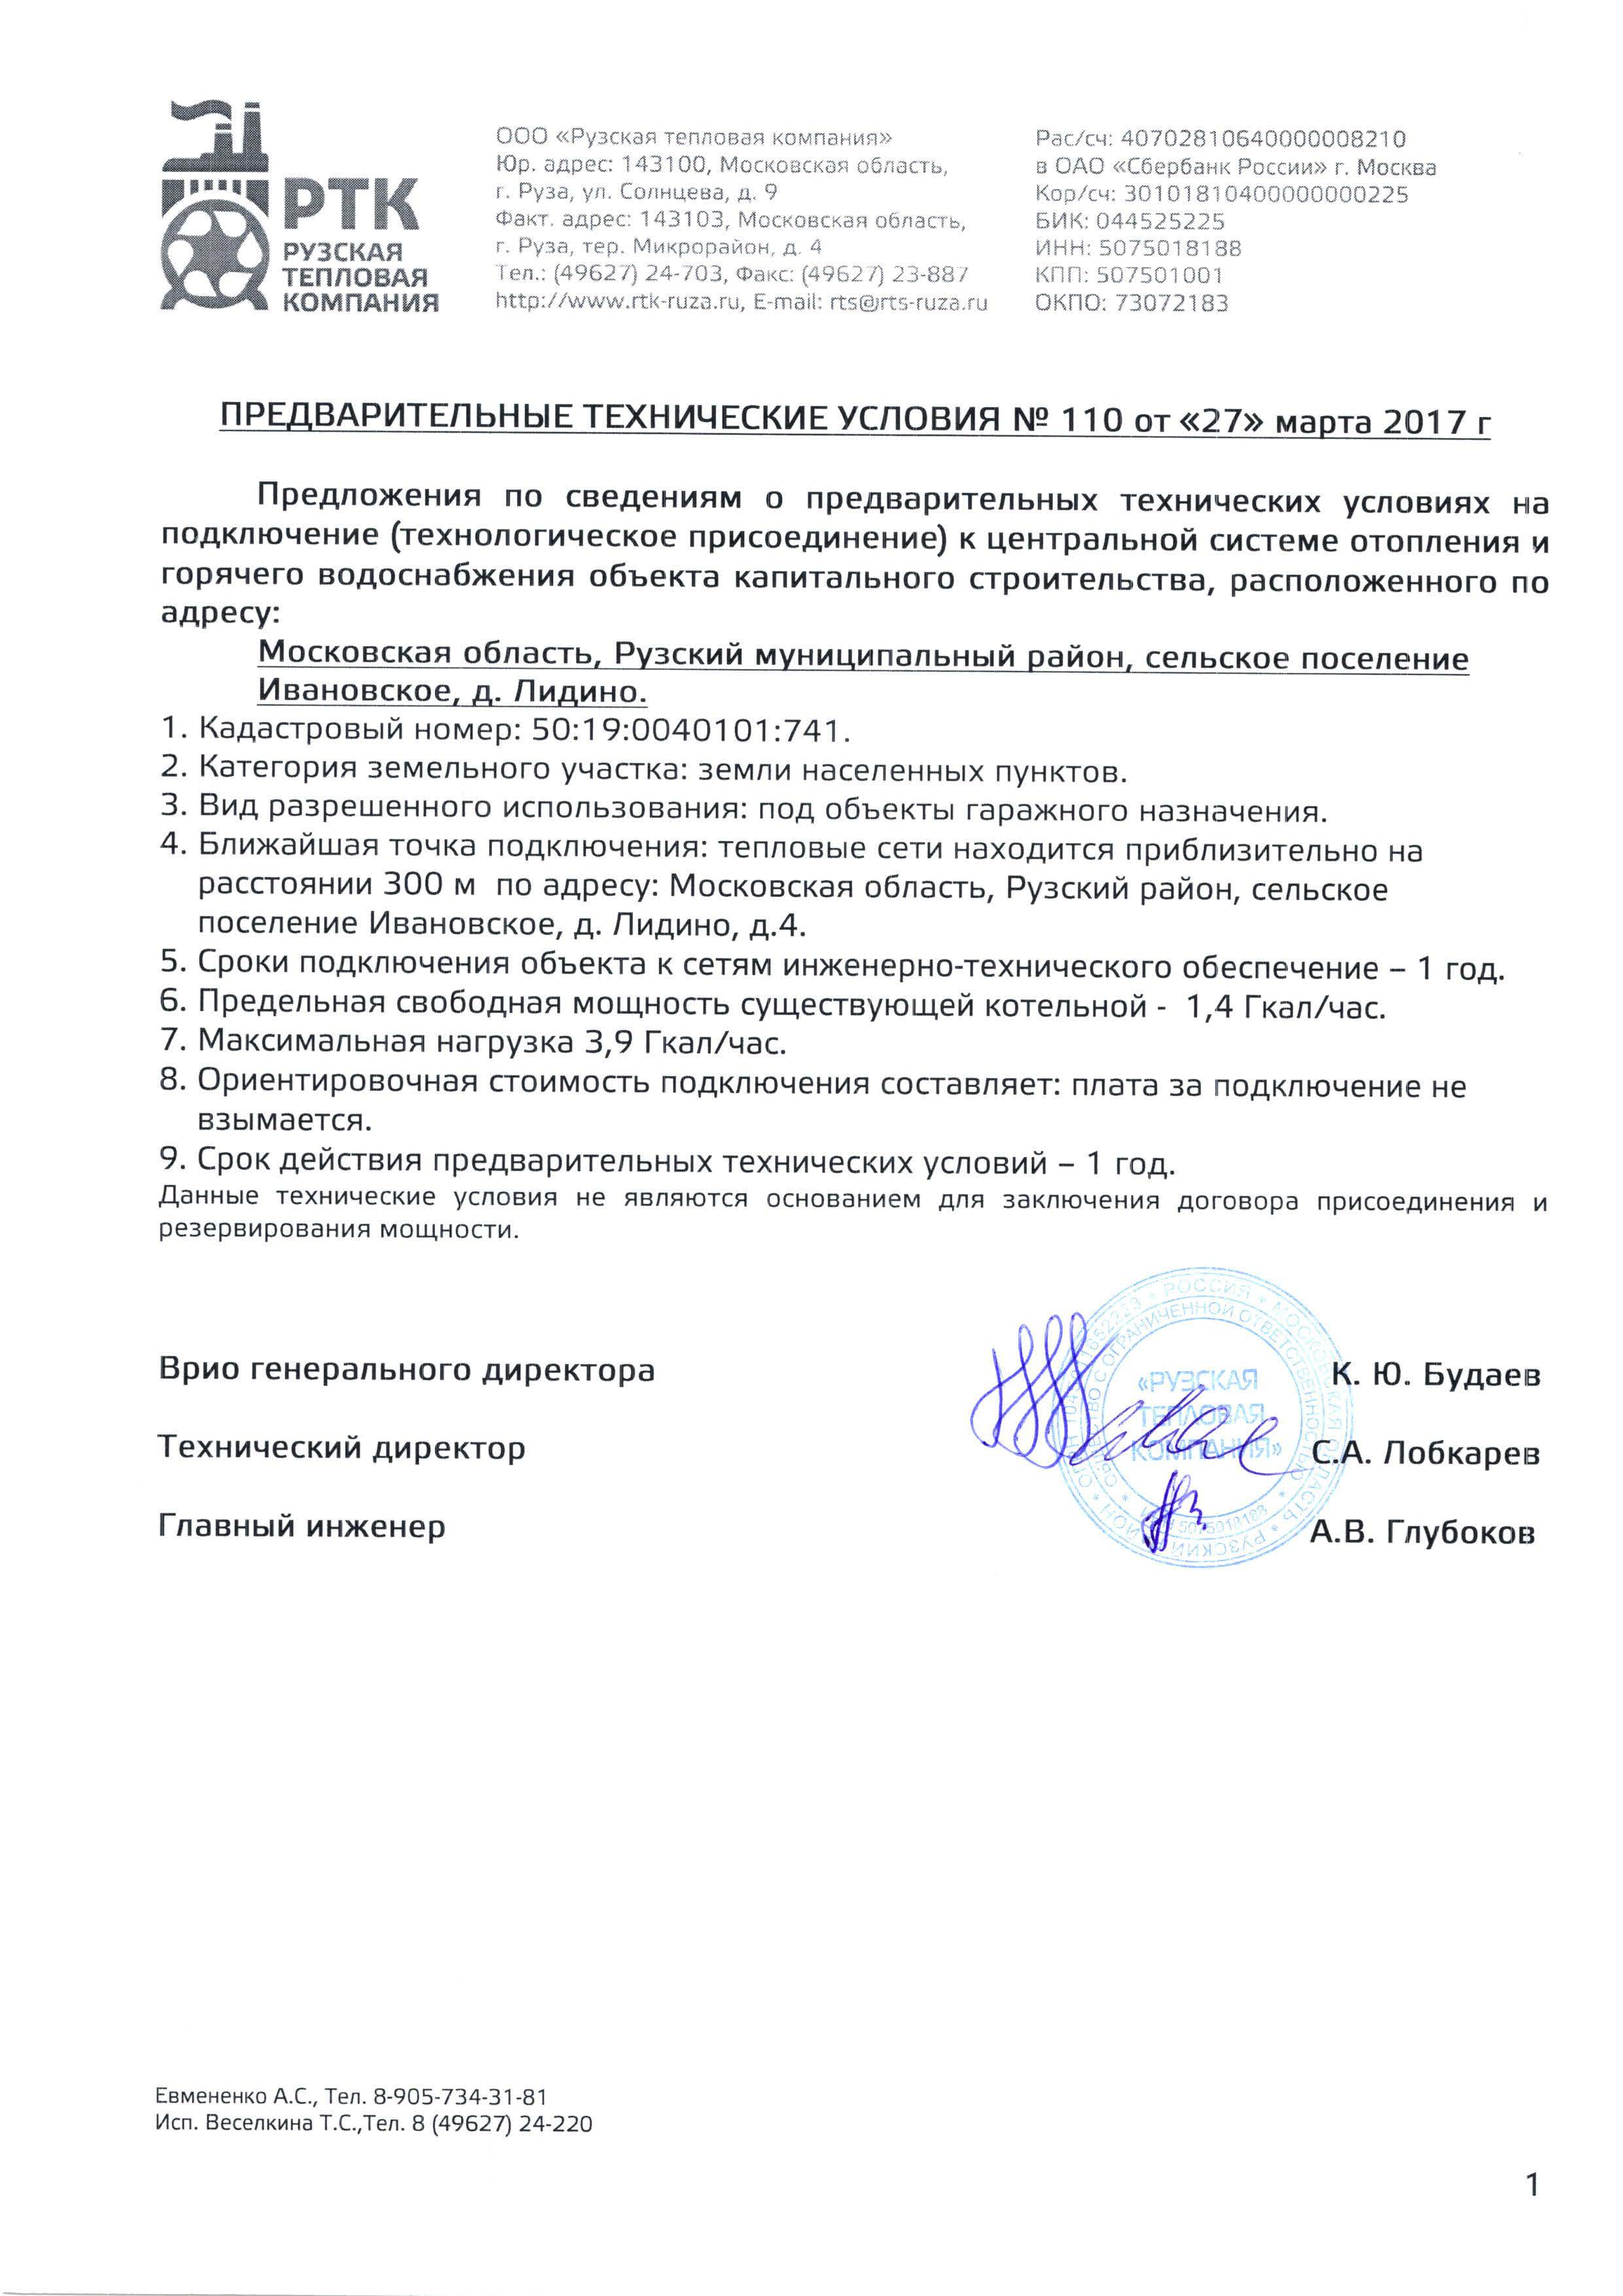 РТК
РУЗСКАЯ
ТЕПЛОВАЯ
КОМПАНИЯ
ООО «Рузская тепловая компания»
Юр. адрес: 143100, Московская область,
г. Руза, ул. Солнцева, д. 9
Факт. адрес: 143103, Московская область,
г. Руза, тер. Микрорайон, д. 4
Тел.: (49627) 24-703, Факс: (49627) 23-887
http://www.rtk-ruza.ru, E-mail: rts@rts-ruza.ru
Рас/сч: 40702810640000008210
в ОАО «Сбербанк России» г. Москва
Кор/сч: 30101810400000000225
БИК: 044525225
ИНН: 5075018188
КПП: 507501001
ОКПО: 73072183
ПРЕДВАРИТЕЛЬНЫЕ ТЕХНИЧЕСКИЕ УСЛОВИЯ № 110 от «27» марта 2017 г
Предложения по сведениям о предварительных технических условиях на
подключение (технологическое присоединение) к центральной системе отопления и
горячего водоснабжения объекта капитального строительства, расположенного по
адресу:
Московская область, Рузский муниципальный район, сельское поселение
Ивановское, д. Лидино.
1. Кадастровый номер: 50:19:0040101:741.
2. Категория земельного участка: земли населенных пунктов.
3. Вид разрешенного использования: под объекты гаражного назначения.
4. Ближайшая точка подключения: тепловые сети находится приблизительно на
расстоянии 300 м по адресу: Московская область, Рузский район, сельское
поселение Ивановское, д. Лидино, д.4.
5. Сроки подключения объекта к сетям инженерно-технического обеспечение – 1 год.
6. Предельная свободная мощность существующей котельной - 1,4 Гкал/час.
7. Максимальная нагрузка 3,9 Гкал/час.
8. Ориентировочная стоимость подключения составляет: плата за подключение не
взымается.
9. Срок действия предварительных технических условий – 1 год.
Данные технические условия не являются основанием для заключения договора присоединения и
резервирования мощности.
Врио генерального директора
К. Ю. Будаев
Технический директор
С.А. Лобкарев
Главный инженер
А.В. Глубоков
РОССИЯ * МОСКОВСКАЯ ОБЛАСТЬ * РУЗСКИЙ РАЙОН
ОБЩЕСТВО С ОГРАНИЧЕННОЙ ОТВЕТСТВЕННОСТЬЮ
«РУЗСКАЯ
ТЕПЛОВАЯ
КОМПАНИЯ»
ИНН 5075018188
Евмененко А.С., Тел. 8-905-734-31-81
Исп. Веселкина Т.С.,Тел. 8 (49627) 24-220
1